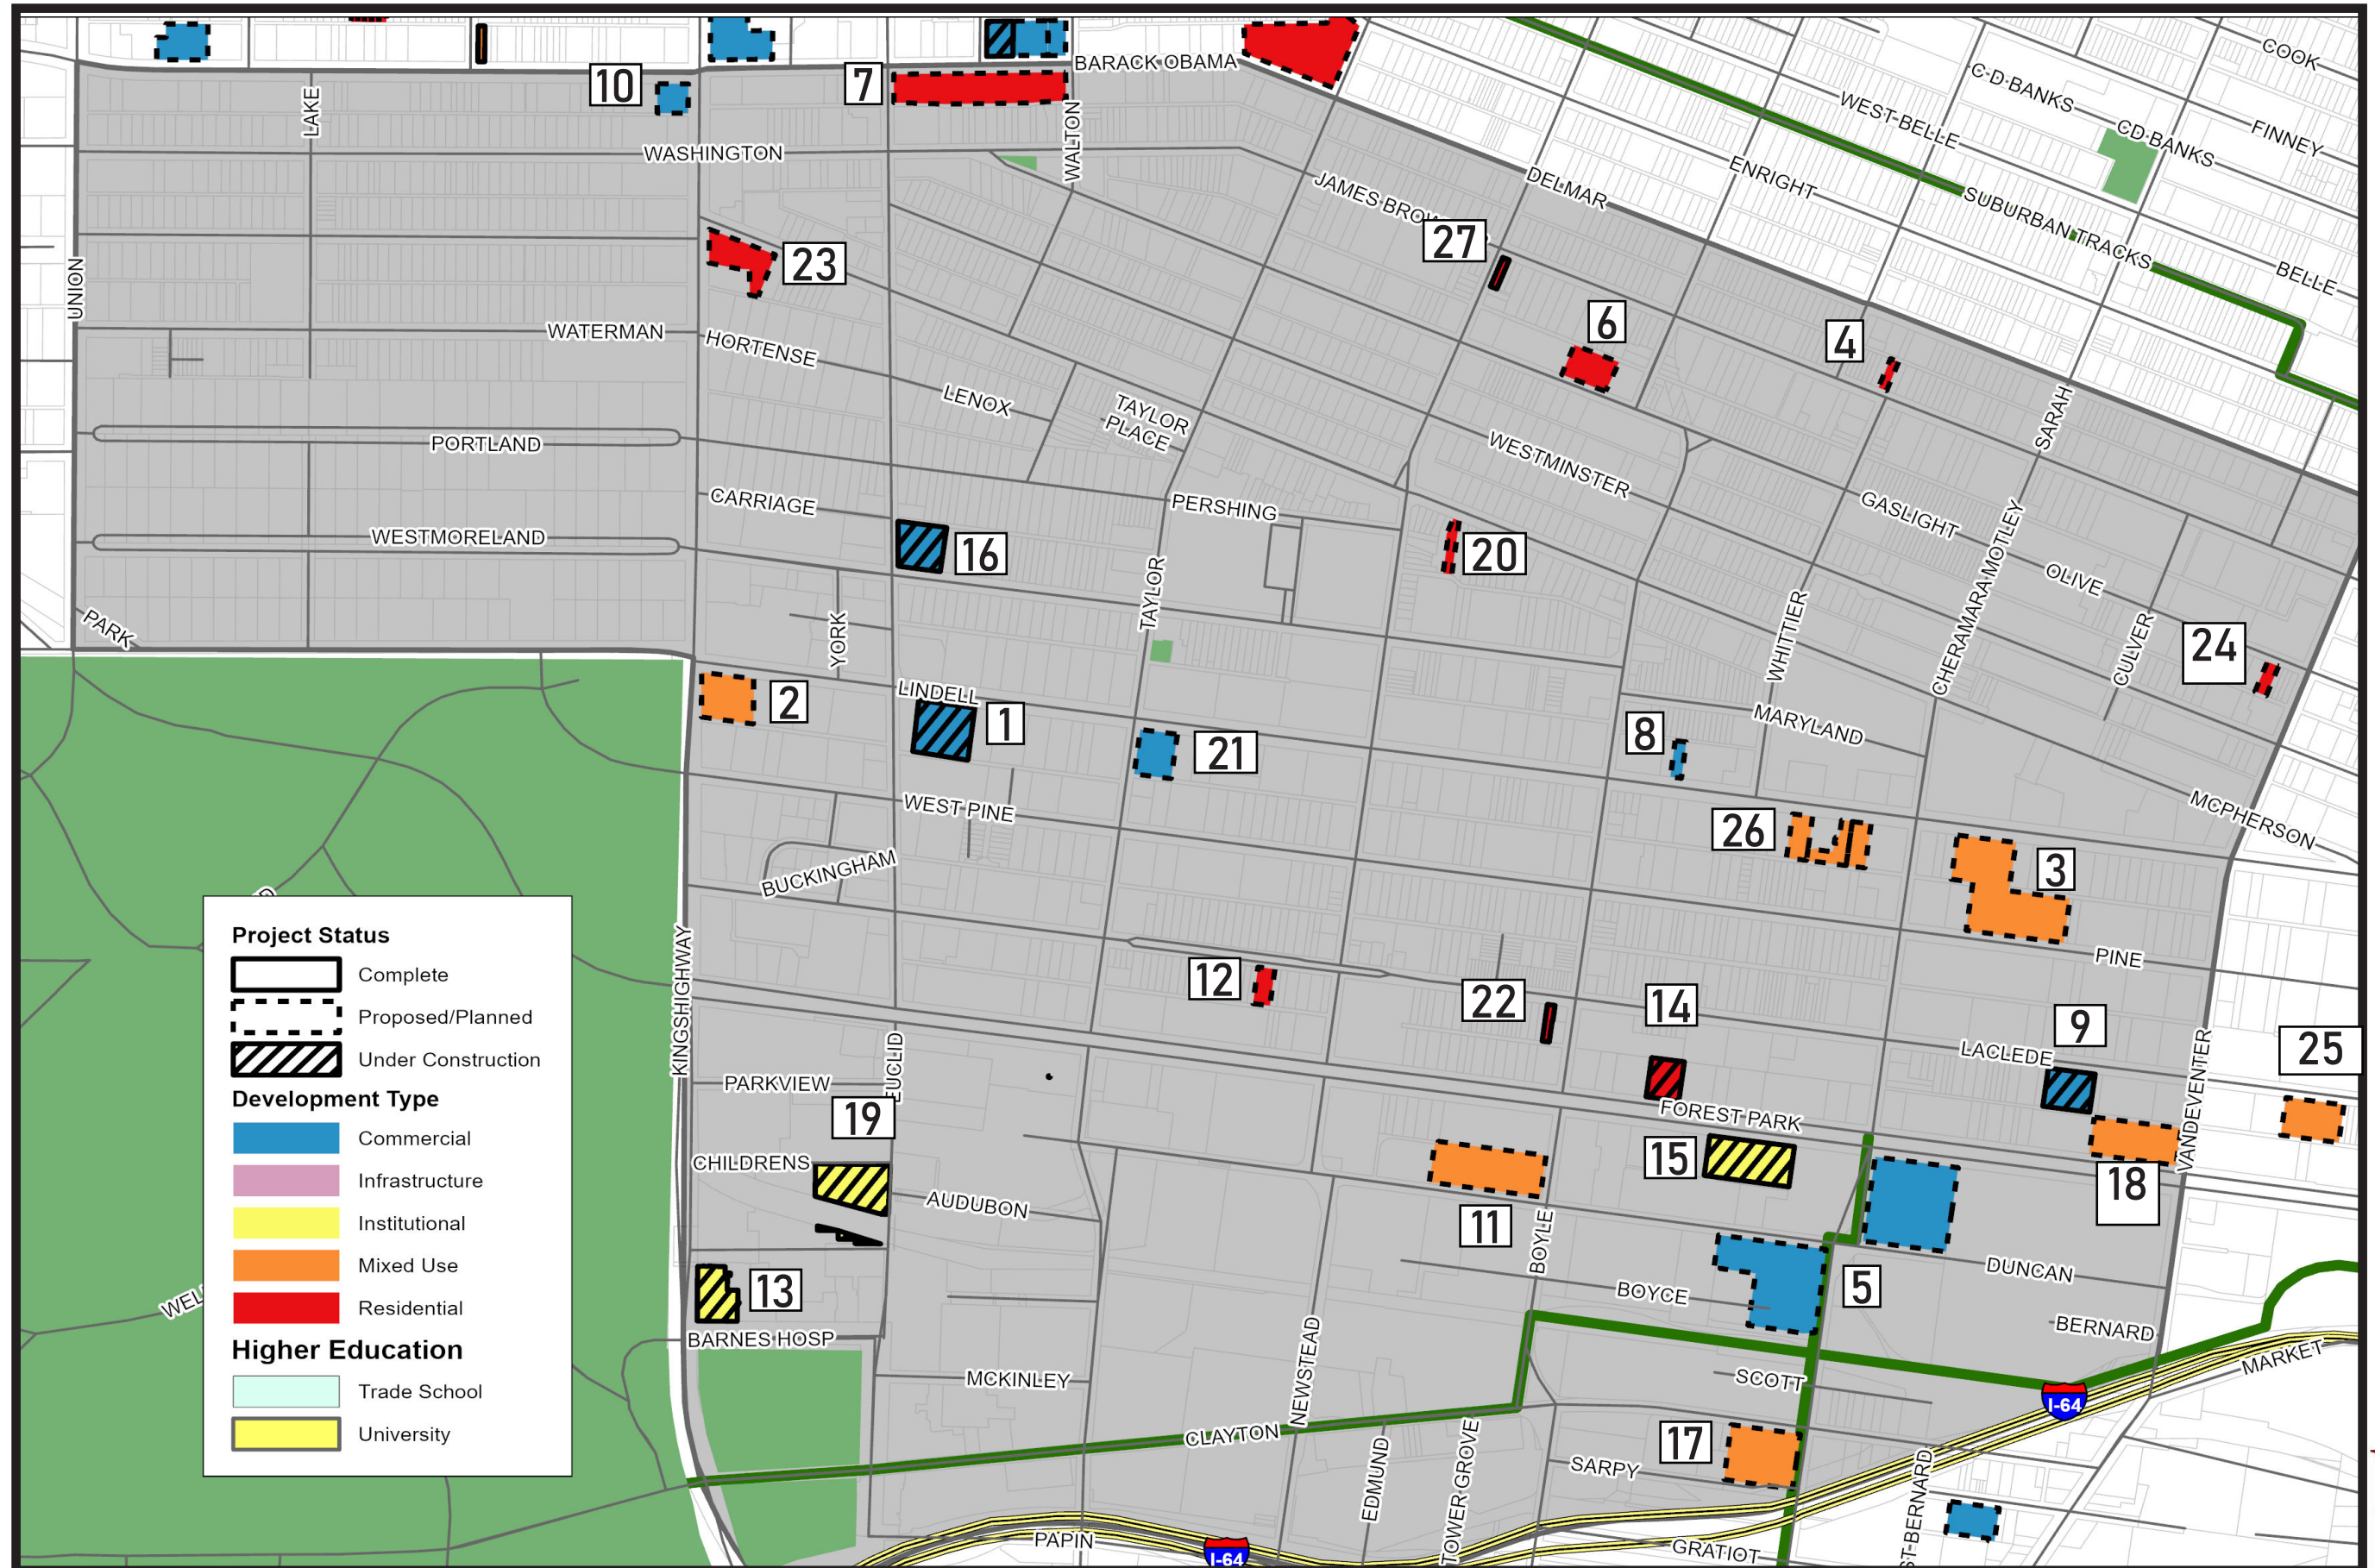 COOK
C D BANKS
CD BANKS
FINNEY
WEST BELLE
BARACK OBAMA
10
7
LAKE
WALTON
WASHINGTON
ENRIGHT
DELMAR
SUBURBAN TRACKS
BELLE
27
23
UNION
6
4
WATERMAN
HORTENSE
LENOX
TAYLOR
PLACE
SARAH
PORTLAND
WESTMINSTER
CARRIAGE
PERSHING
GASLIGHT
WESTMORELAND
16
20
OLIVE
CHERAMARA MOTLEY
TAYLOR
WHITTIER
CULVER
PARK
YORK
24
LINDELL
2
1
21
8
MARYLAND
WEST PINE
MCPHERSON
26
3
BUCKINGHAM
PINE
KINGSHIGHWAY
12
22
14
9
25
LACLEDE
VANDEVENTER
EUCLID
PARKVIEW
19
FOREST PARK
15
CHILDRENS
AUDUBON
11
18
BOYLE
DUNCAN
5
BOYCE
13
BERNARD
BARNES HOSP
MARKET
MCKINLEY
NEWSTEAD
SCOTT
I-64
CLAYTON
17
EDMUND
TOWER GROVE
SARPY
ST BERNARD
PAPIN
I-64
GRATIOT
Project Status
Complete
Proposed/Planned
Under Construction
Development Type
Commercial
Infrastructure
Institutional
Mixed Use
Residential
Higher Education
Trade School
University